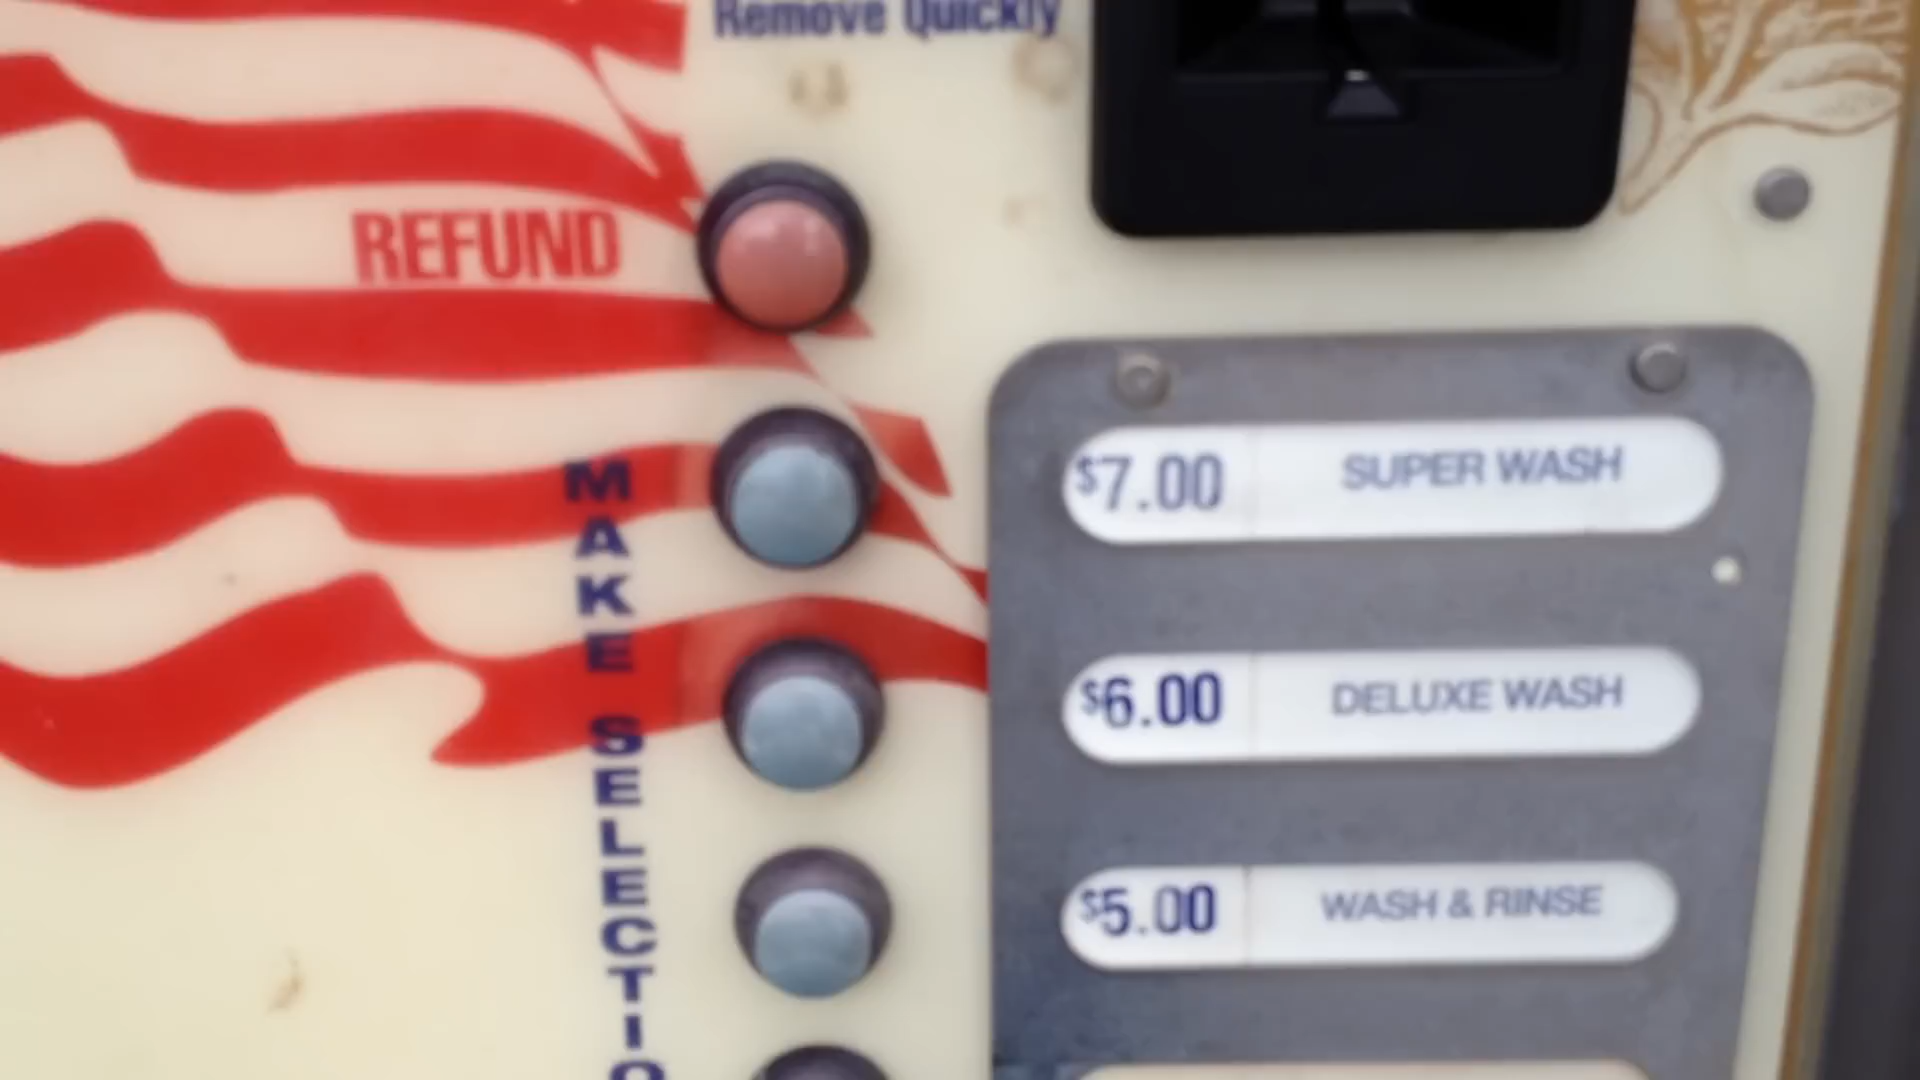 Remove Quickly
REFUND
MAKE SELECTIO
$7.00 SUPER WASH
$6.00 DELUXE WASH
$5.00 WASH & RINSE